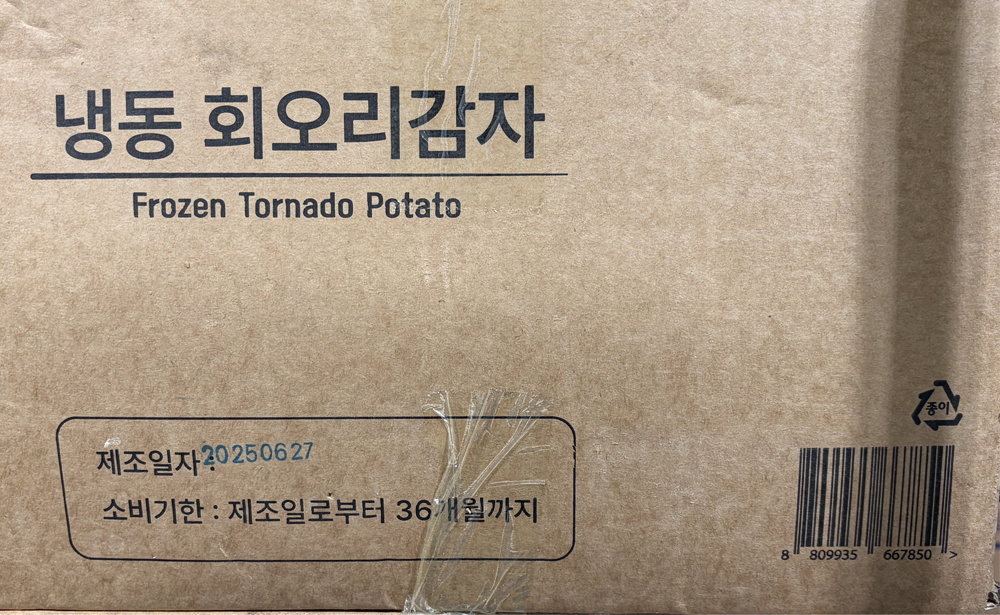 냉동 회오리감자
Frozen Tornado Potato
제조일자 : 20250627
소비기한 : 제조일로부터 36개월까지
종이
8 809935 667850 >